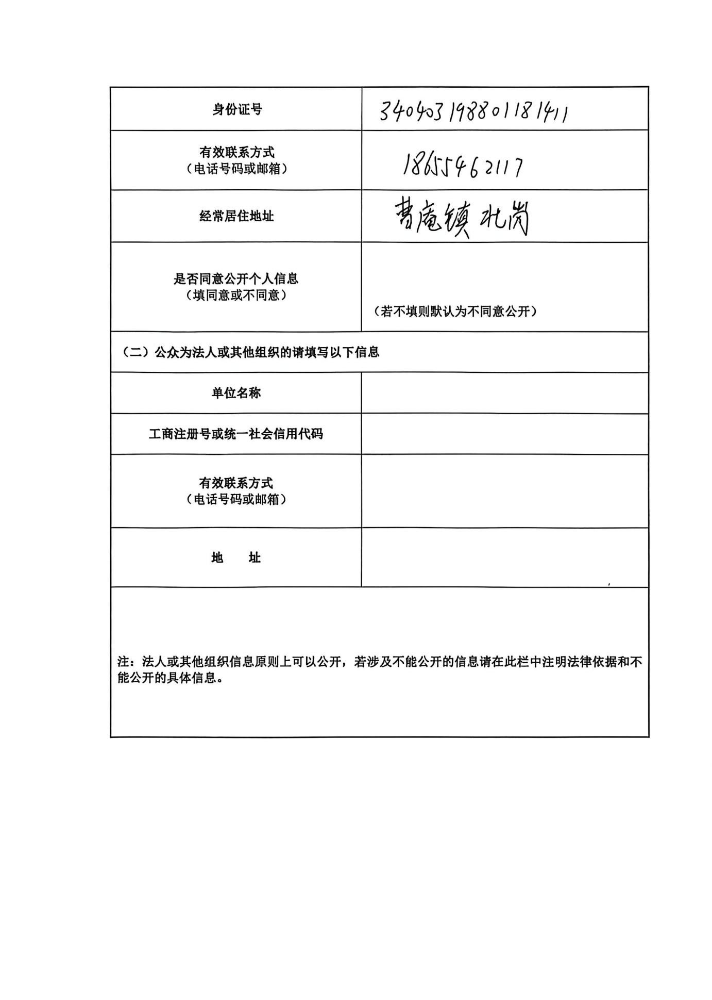 身份证号 340403198801181411
有效联系方式
（电话号码或邮箱） 18655462117
经常居住地址 曹庵镇北岗
是否同意公开个人信息
（填同意或不同意）
（若不填则默认为不同意公开）
（二）公众为法人或其他组织的请填写以下信息
单位名称
工商注册号或统一社会信用代码
有效联系方式
（电话号码或邮箱）
地 址
注：法人或其他组织信息原则上可以公开，若涉及不能公开的信息请在此栏中注明法律依据和不
能公开的具体信息。